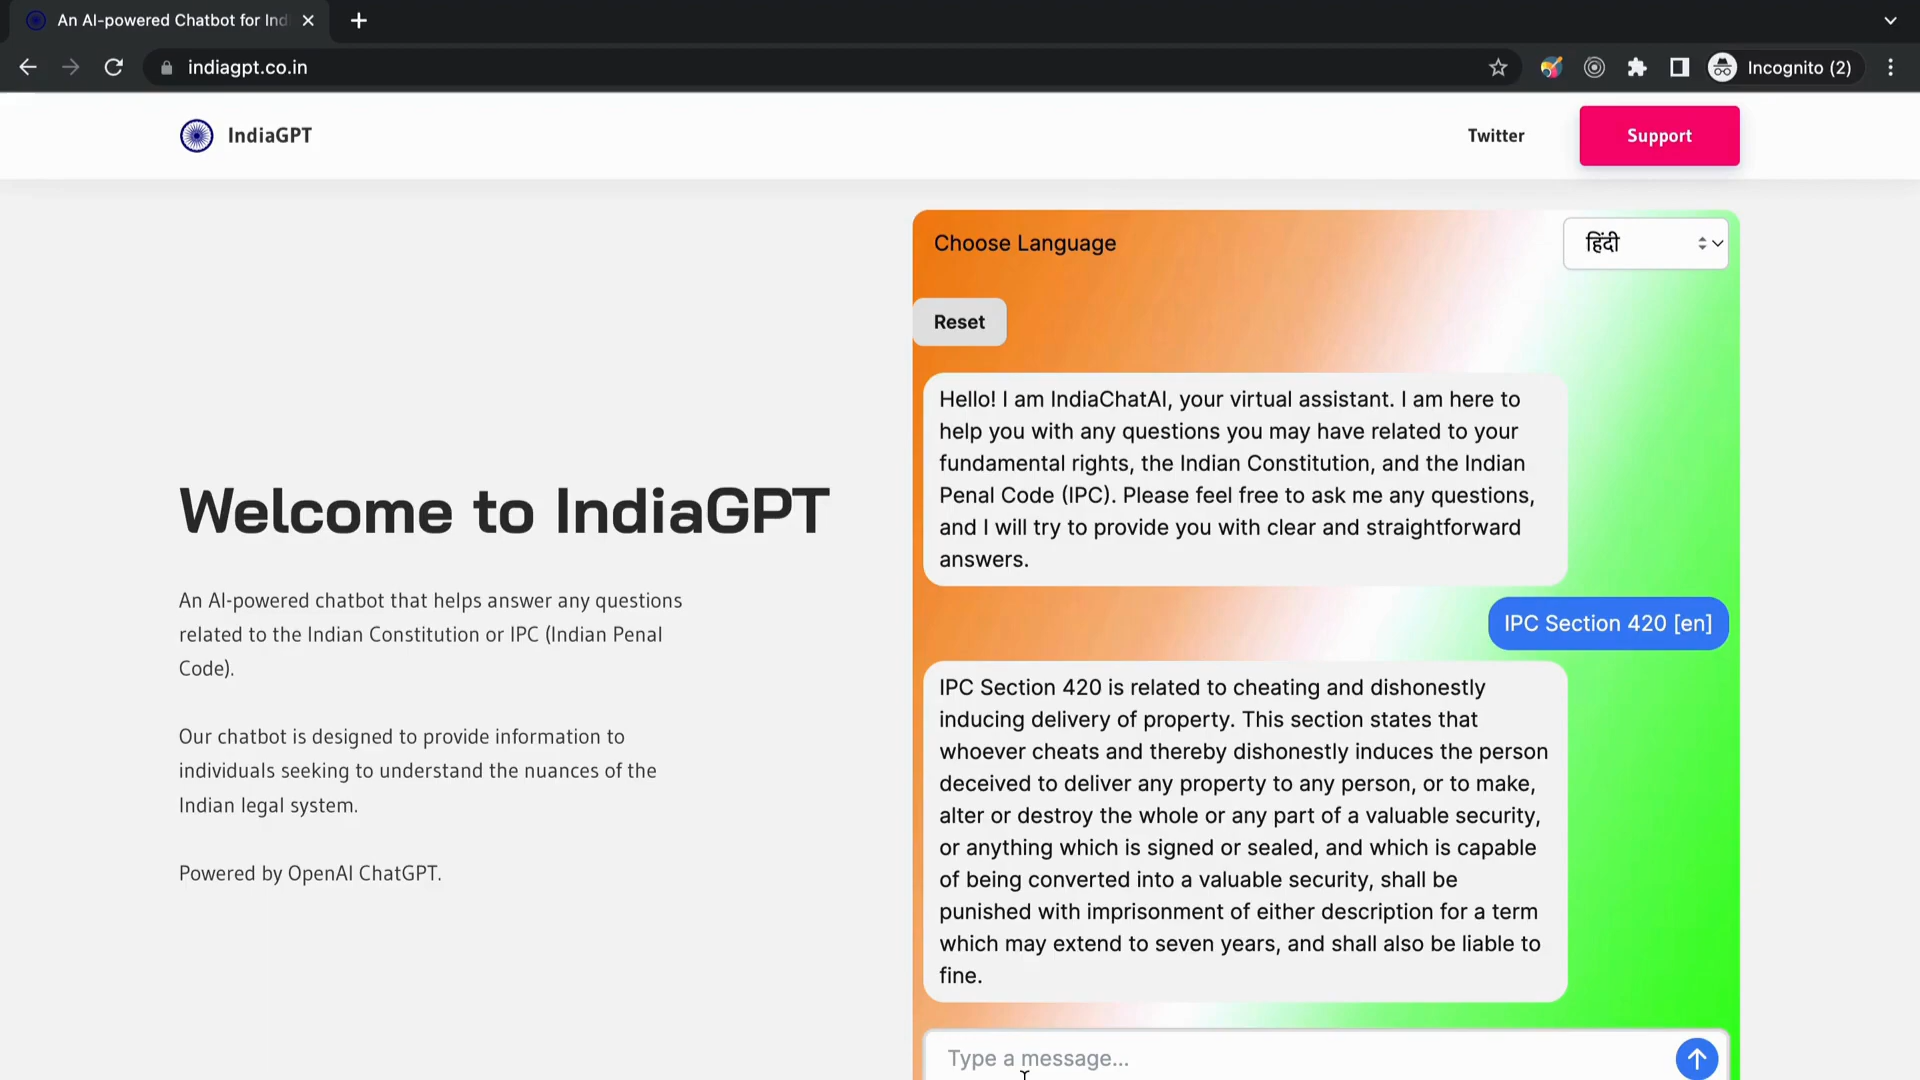 An AI-powered Chatbot for Ind
indiagpt.co.in
Incognito (2)
IndiaGPT
Twitter
Support
Welcome to IndiaGPT
An AI-powered chatbot that helps answer any questions
related to the Indian Constitution or IPC (Indian Penal
Code).
Our chatbot is designed to provide information to
individuals seeking to understand the nuances of the
Indian legal system.
Powered by OpenAI ChatGPT.
Choose Language
हिंदी
Reset
Hello! I am IndiaChatAI, your virtual assistant. I am here to
help you with any questions you may have related to your
fundamental rights, the Indian Constitution, and the Indian
Penal Code (IPC). Please feel free to ask me any questions,
and I will try to provide you with clear and straightforward
answers.
IPC Section 420 [en]
IPC Section 420 is related to cheating and dishonestly
inducing delivery of property. This section states that
whoever cheats and thereby dishonestly induces the person
deceived to deliver any property to any person, or to make,
alter or destroy the whole or any part of a valuable security,
or anything which is signed or sealed, and which is capable
of being converted into a valuable security, shall be
punished with imprisonment of either description for a term
which may extend to seven years, and shall also be liable to
fine.
Type a message...